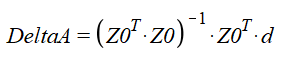 DeltaA = (Z0^T · Z0)^−1 · Z0^T · d